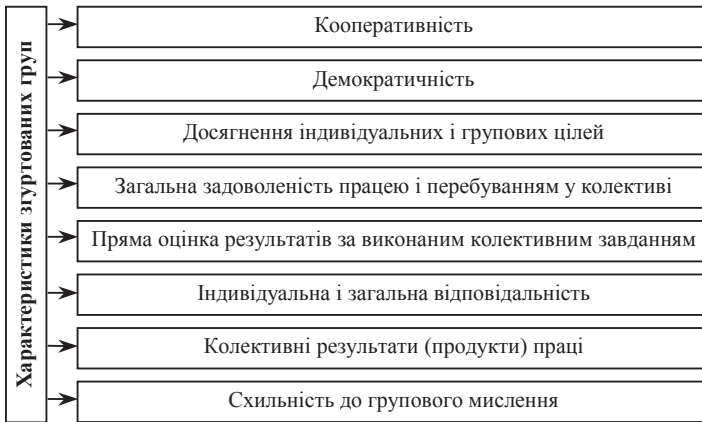 Характеристики згуртованих груп
Кооперативність
Демократичність
Досягнення індивідуальних і групових цілей
Загальна задоволеність працею і перебуванням у колективі
Пряма оцінка результатів за виконаним колективним завданням
Індивідуальна і загальна відповідальність
Колективні результати (продукти) праці
Схильність до групового мислення